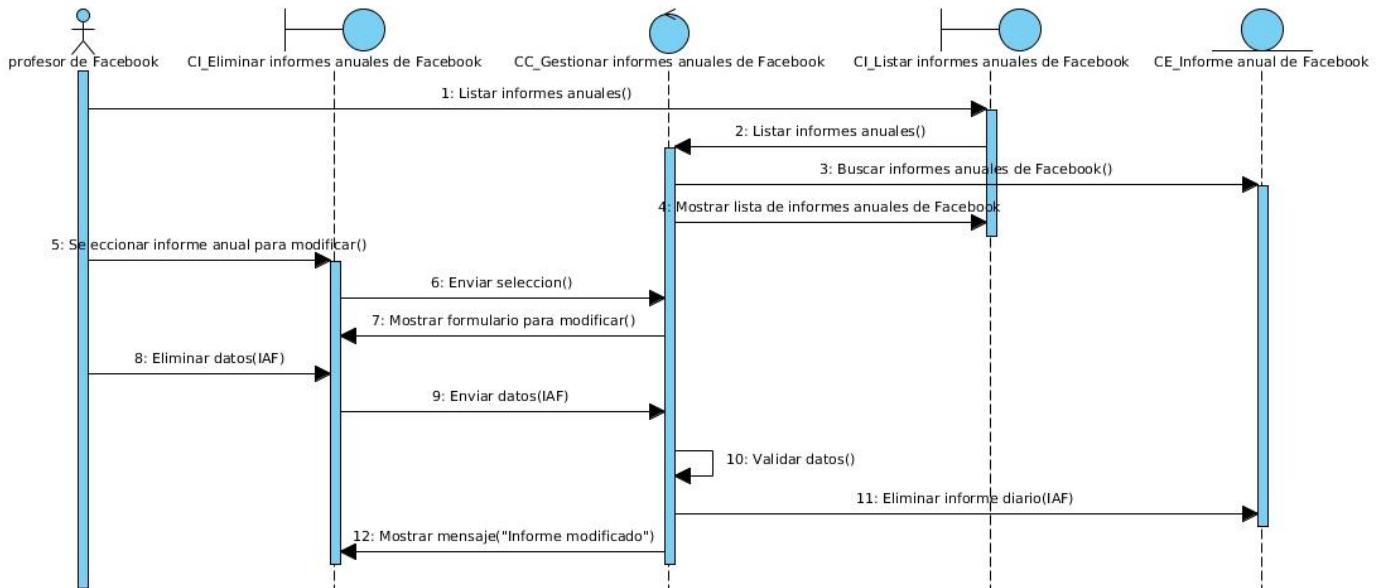 profesor de Facebook
CI_Eliminar informes anuales de Facebook
CC_Gestionar informes anuales de Facebook
CI_Listar informes anuales de Facebook
CE_Informe anual de Facebook
1: Listar informes anuales()
2: Listar informes anuales()
3: Buscar informes anuales de Facebook()
4: Mostrar lista de informes anuales de Facebook
5: Seleccionar informe anual para modificar()
6: Enviar seleccion()
7: Mostrar formulario para modificar()
8: Eliminar datos(IAF)
9: Enviar datos(IAF)
10: Validar datos()
11: Eliminar informe diario(IAF)
12: Mostrar mensaje("Informe modificado")